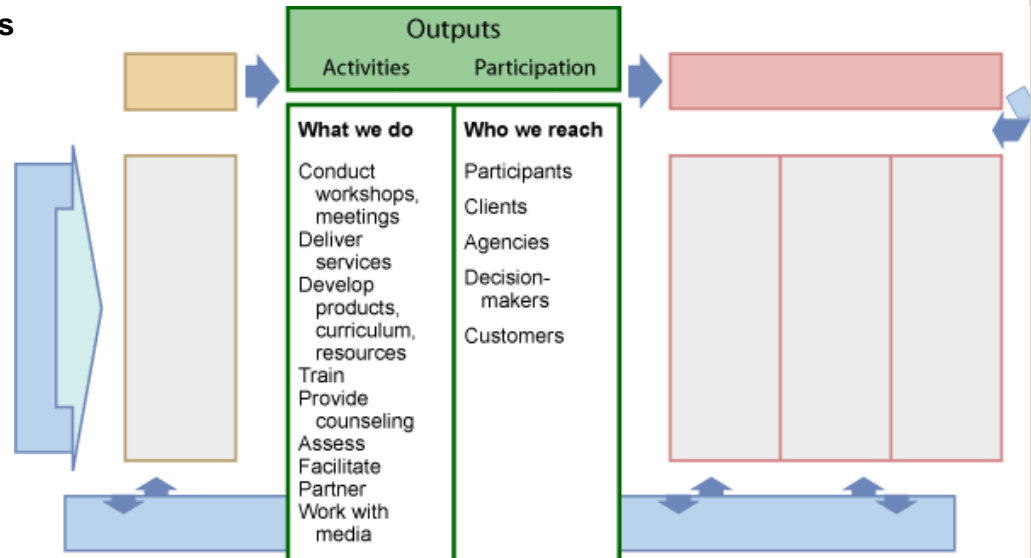 s
Outputs
Activities Participation
What we do
Conduct
workshops,
meetings
Deliver
services
Develop
products,
curriculum,
resources
Train
Provide
counseling
Assess
Facilitate
Partner
Work with
media
Who we reach
Participants
Clients
Agencies
Decision-
makers
Customers